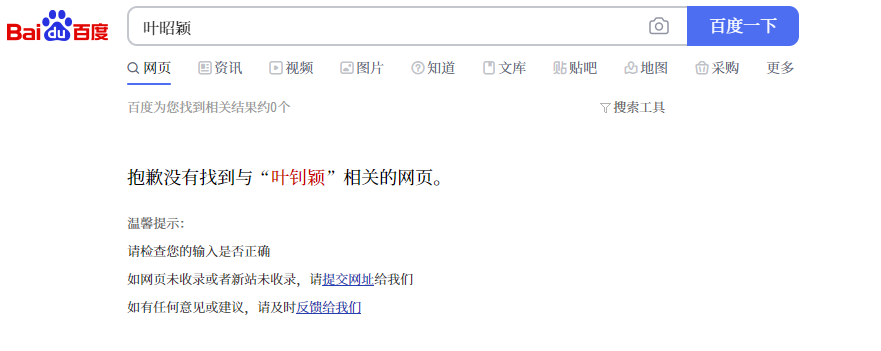 Bai du 百度 叶昭颖 百度一下
网页 资讯 视频 图片 知道 文库 贴吧 地图 采购 更多
百度为您找到相关结果约0个 搜索工具
抱歉没有找到与“叶钊颖”相关的网页。
温馨提示:
请检查您的输入是否正确
如网页未收录或者新站未收录,请提交网址给我们
如有任何意见或建议,请及时反馈给我们